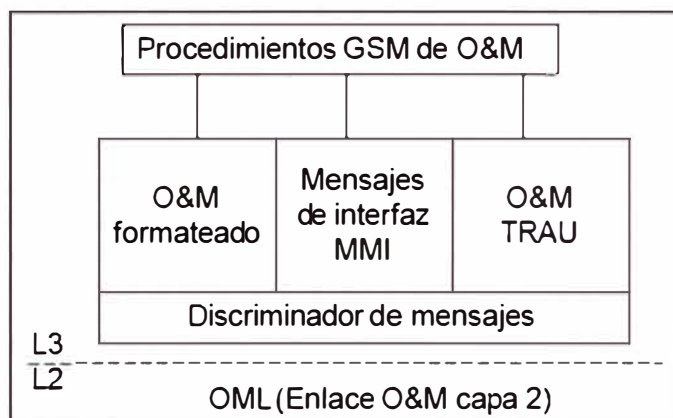 Procedimientos GSM de O&M
O&M
formateado
Mensajes
de interfaz
MMI
O&M
TRAU
Discriminador de mensajes
L3
L2
OML (Enlace O&M capa 2)